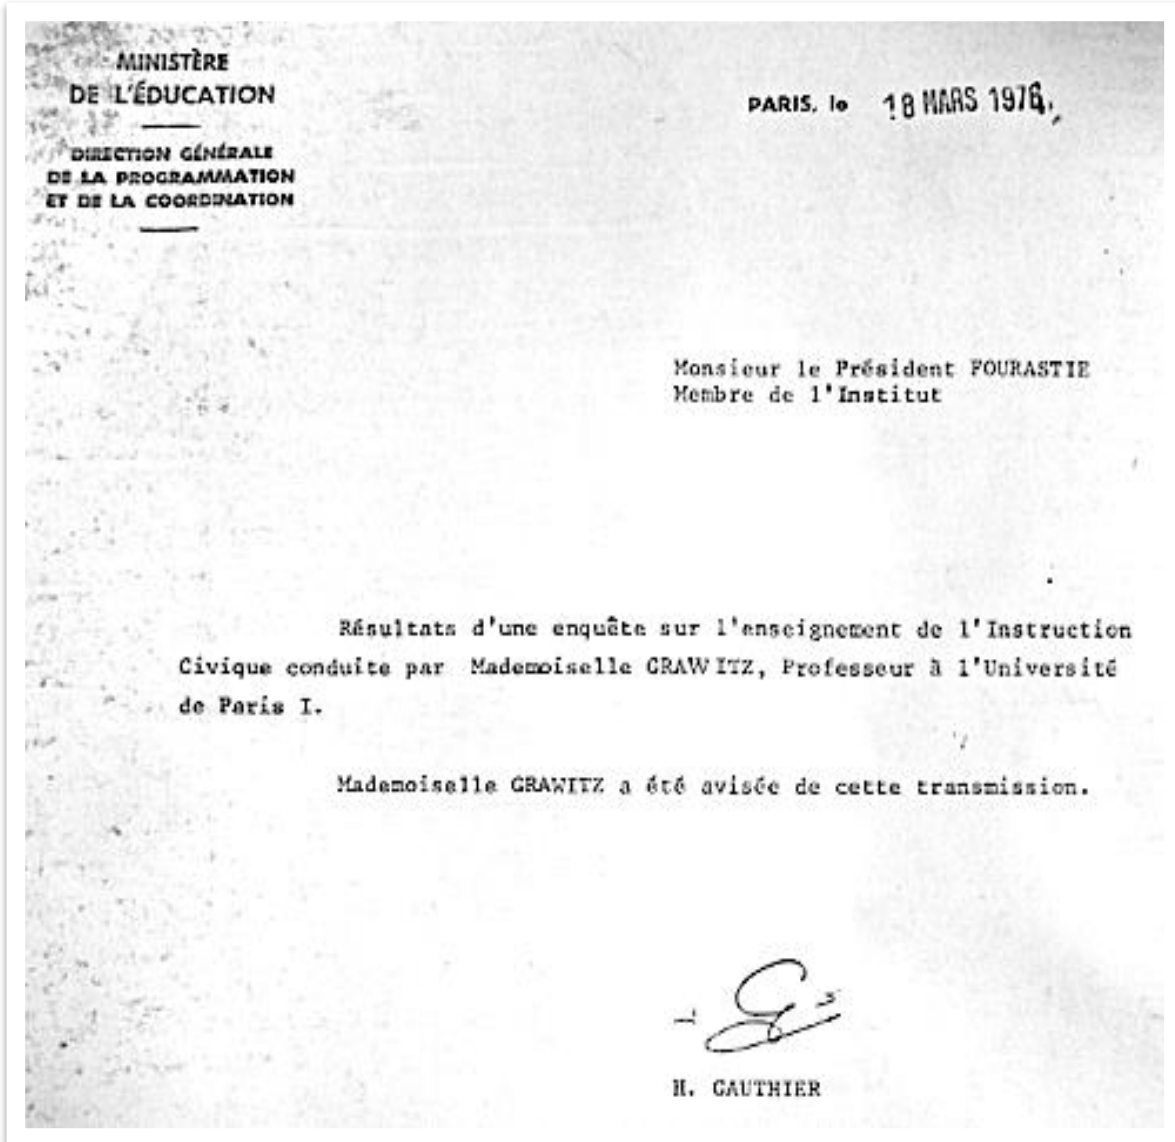 MINISTÈRE
DE L'ÉDUCATION
DIRECTION GÉNÉRALE
DE LA PROGRAMMATION
ET DE LA COORDINATION
PARIS, le 18 MARS 1976
Monsieur le Président FOURASTIE
Membre de l'Institut
Résultats d'une enquête sur l'enseignement de l'Instruction
Civique conduite par Mademoiselle GRAWITZ, Professeur à l'Université
de Paris I.
Mademoiselle GRAWITZ a été avisée de cette transmission.
H. GAUTHIER